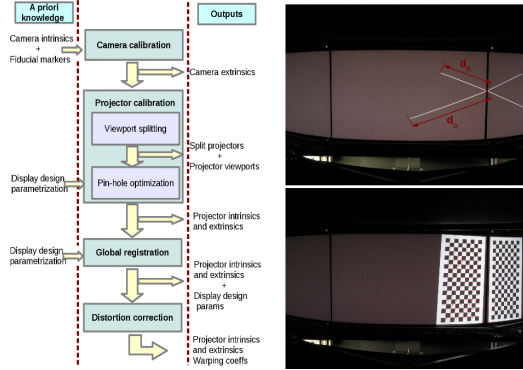 A priori
knowledge
Outputs
Camera intrinsics
+
Fiducial markers
Camera calibration
Camera extrinsics
Projector calibration
Viewport splitting
Split projectors
+
Projector viewports
Display design
parametrization
Pin-hole optimization
Projector intrinsics
and extrinsics
Display design
parametrization
Global registration
Projector intrinsics
and extrinsics
+
Display design
params
Distortion correction
Projector intrinsics
and extrinsics
Warping coeffs